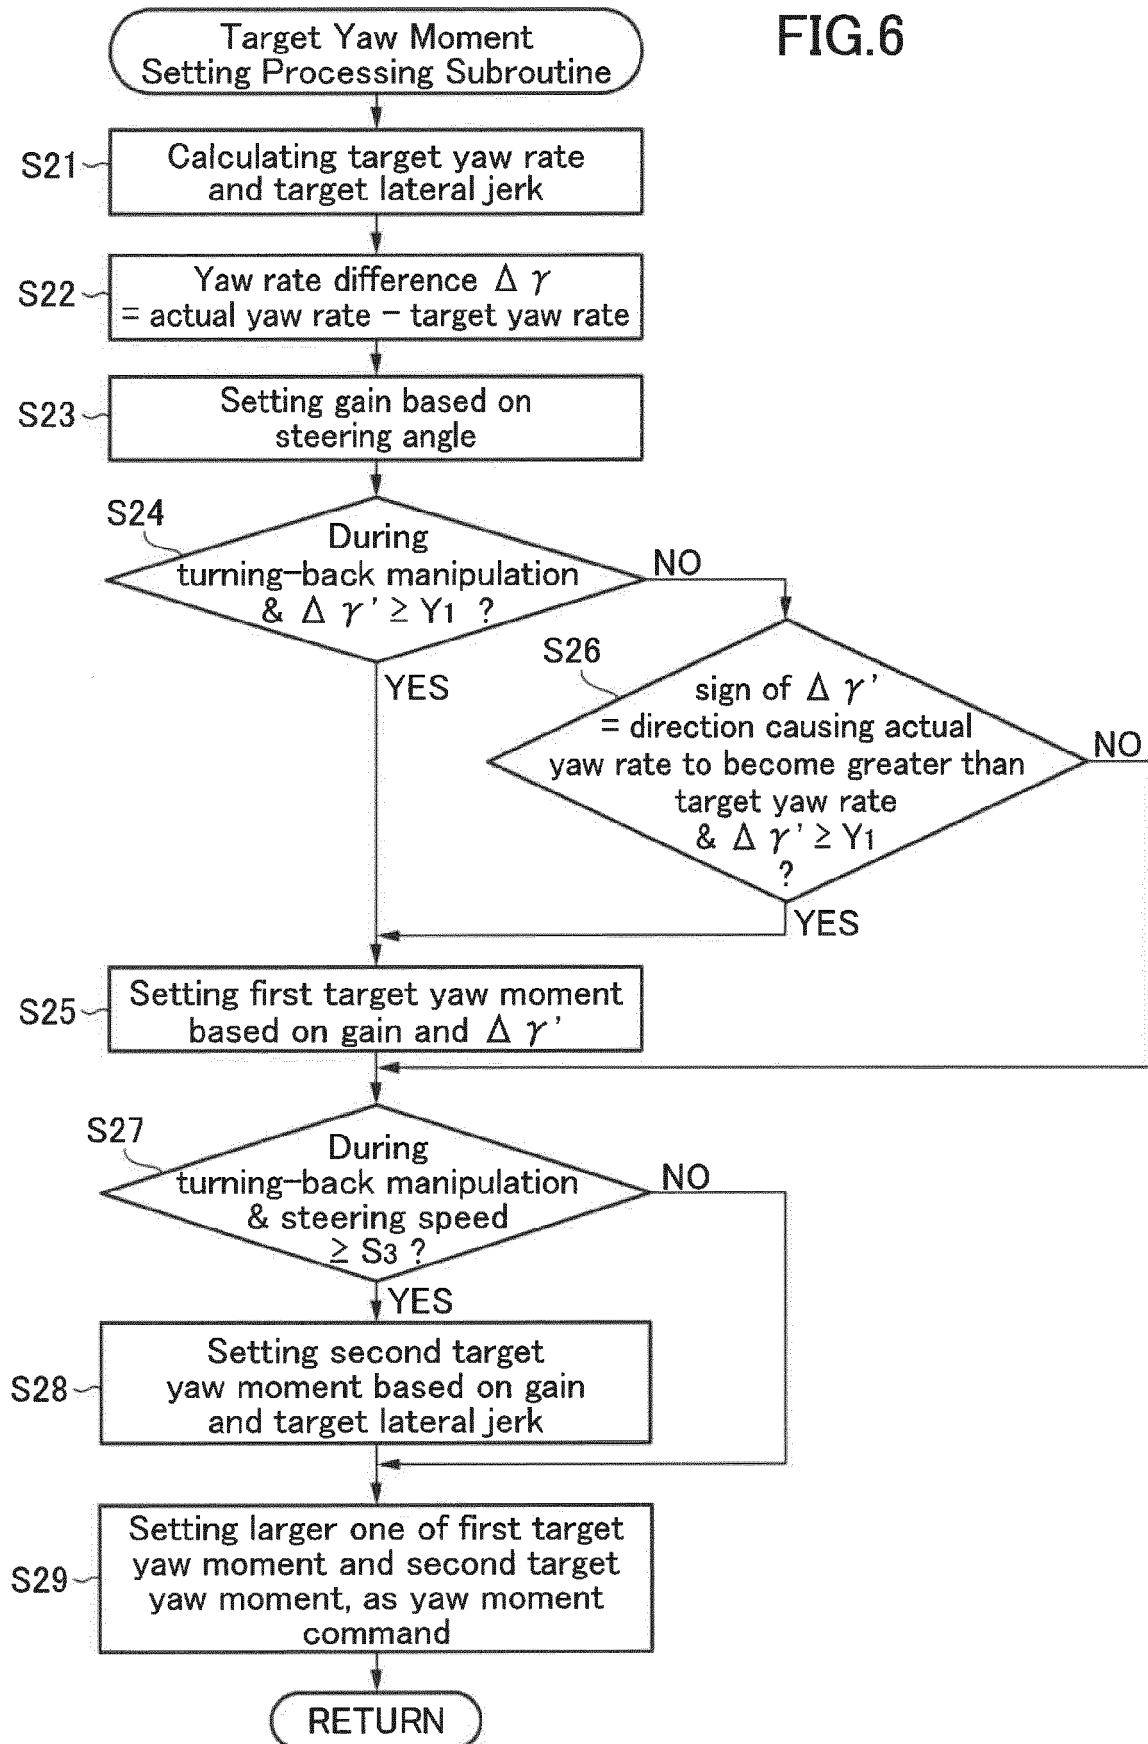 FIG.6
Target Yaw Moment
Setting Processing Subroutine
S21
Calculating target yaw rate
and target lateral jerk
S22
Yaw rate difference Δ γ
= actual yaw rate – target yaw rate
S23
Setting gain based on
steering angle
S24
During
turning–back manipulation
& Δ γ' ≥ Y1 ?
NO
YES
S26
sign of Δ γ'
= direction causing actual
yaw rate to become greater than
target yaw rate
& Δ γ' ≥ Y1
?
NO
YES
S25
Setting first target yaw moment
based on gain and Δ γ'
S27
During
turning–back manipulation
& steering speed
≥ S3 ?
NO
YES
S28
Setting second target
yaw moment based on gain
and target lateral jerk
S29
Setting larger one of first target
yaw moment and second target
yaw moment, as yaw moment
command
RETURN